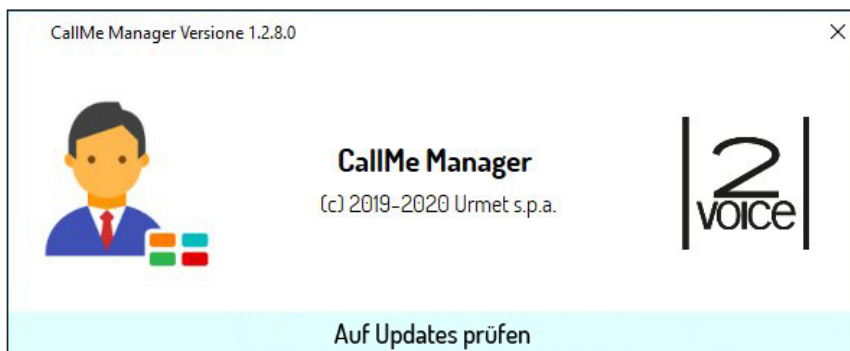 CallMe Manager Versione 1.2.8.0
CallMe Manager
(c) 2019-2020 Urmet s.p.a.
2
VOICE
Auf Updates prüfen